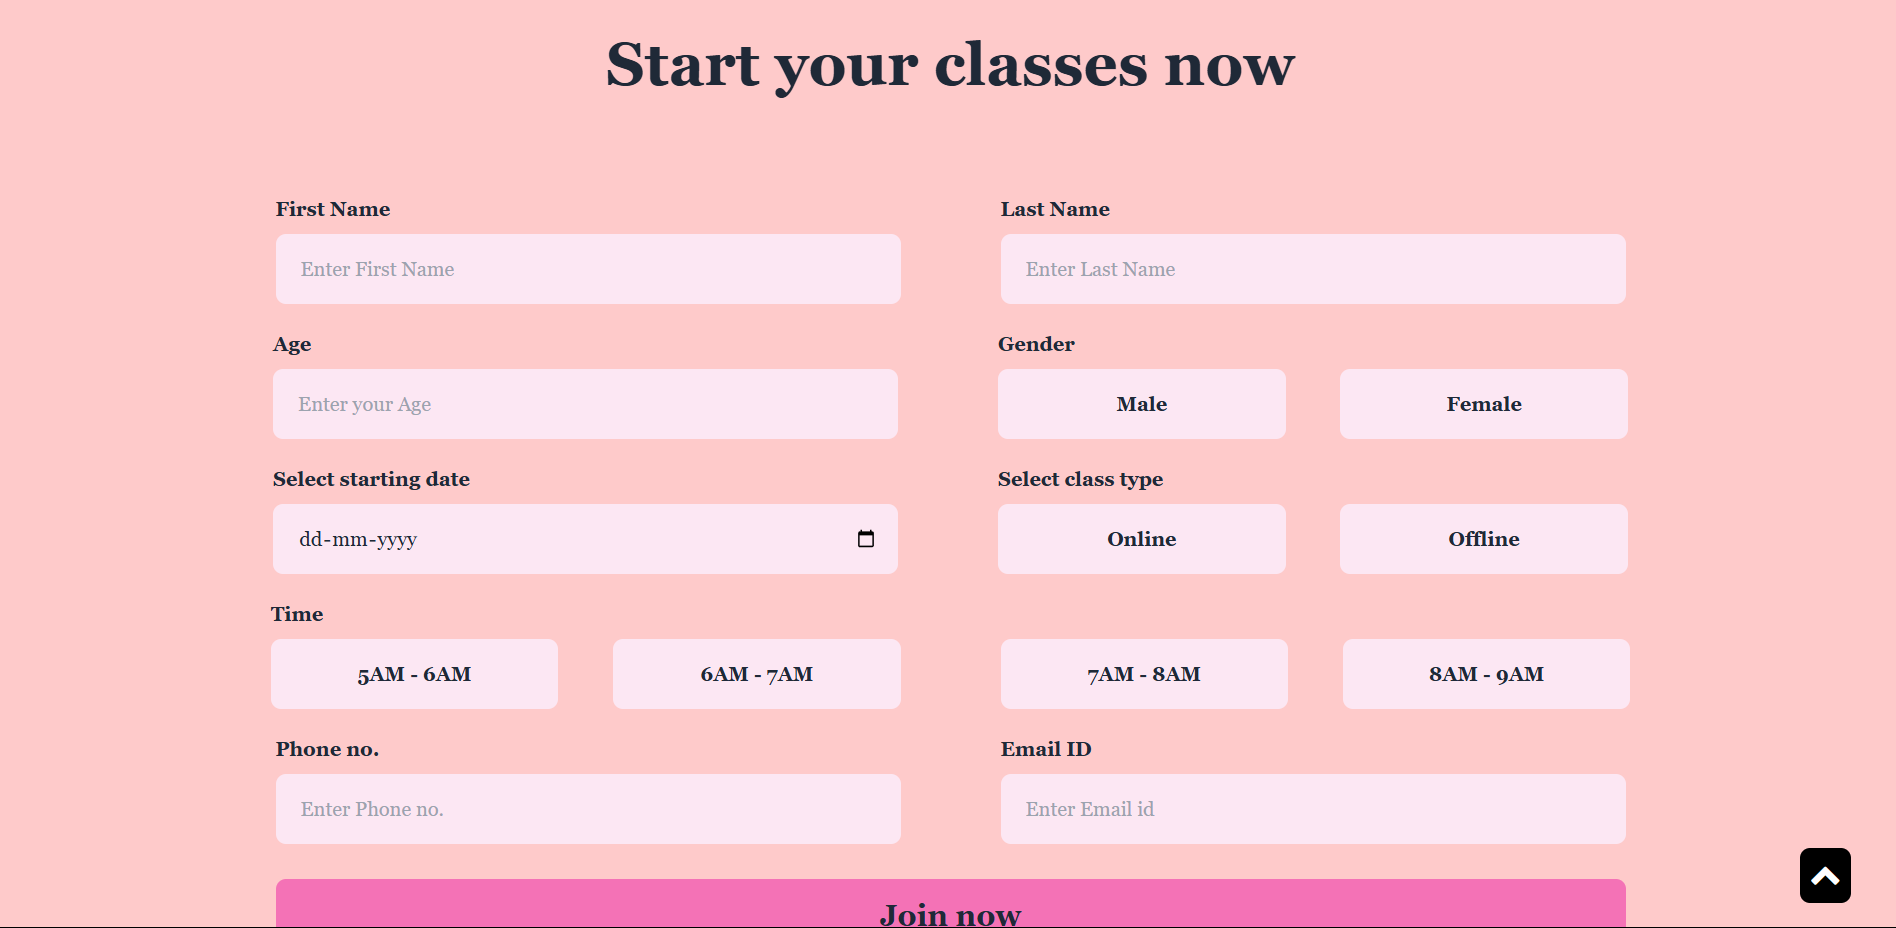 Start your classes now
First Name
Last Name
Enter First Name
Enter Last Name
Age
Gender
Enter your Age
Male
Female
Select starting date
Select class type
dd-mm-yyyy
Online
Offline
Time
5AM - 6AM
6AM - 7AM
7AM - 8AM
8AM - 9AM
Phone no.
Email ID
Enter Phone no.
Enter Email id
Join now